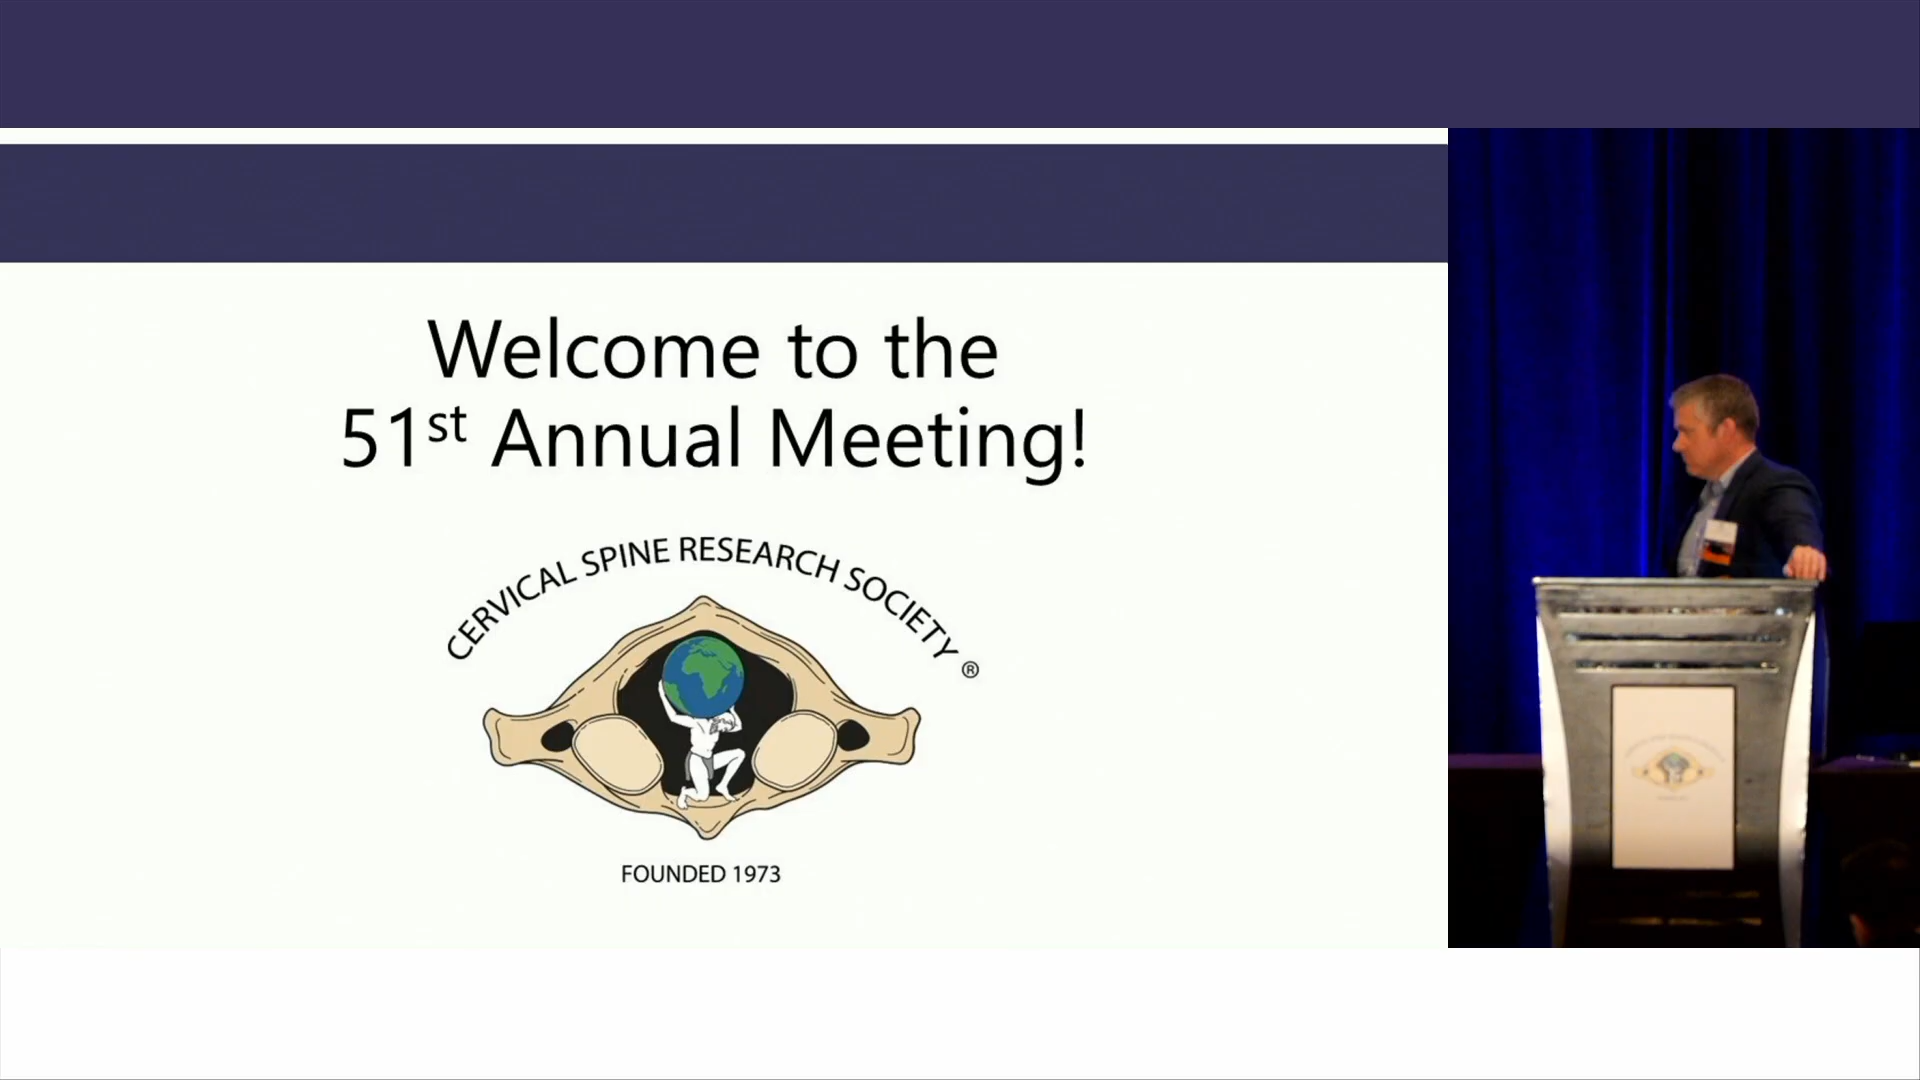 Welcome to the
51st Annual Meeting!
CERVICAL SPINE RESEARCH SOCIETY ®
FOUNDED 1973